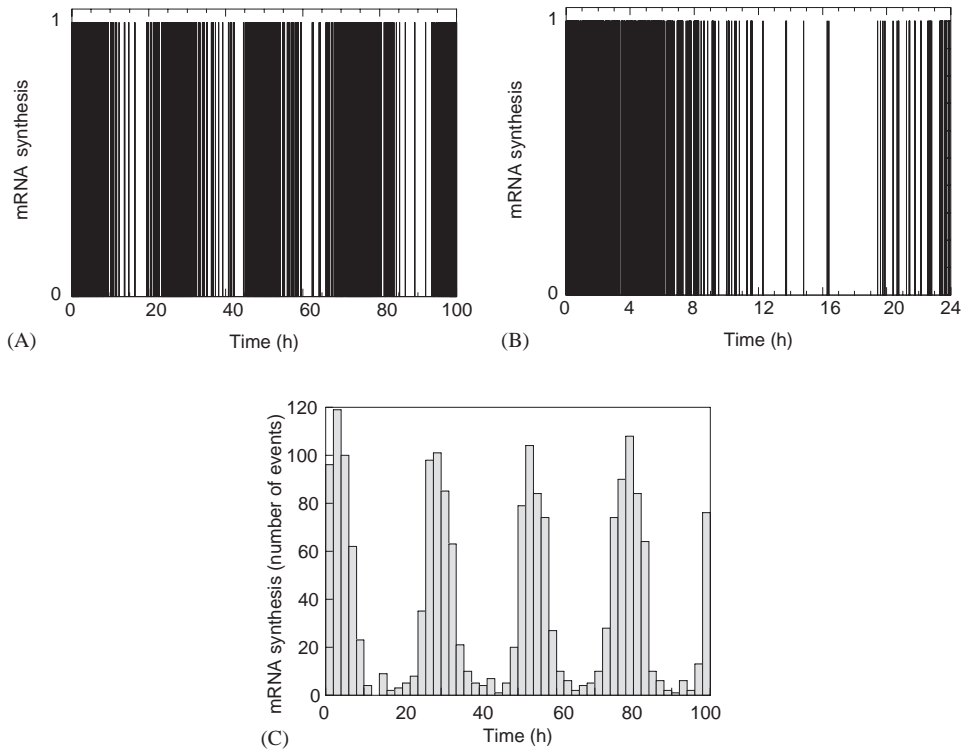 1
mRNA synthesis
0
0 20 40 60 80 100
Time (h)
(A)
1
mRNA synthesis
0
0 4 8 12 16 20 24
Time (h)
(B)
120
100
80
60
40
20
0
mRNA synthesis (number of events)
0 20 40 60 80 100
Time (h)
(C)